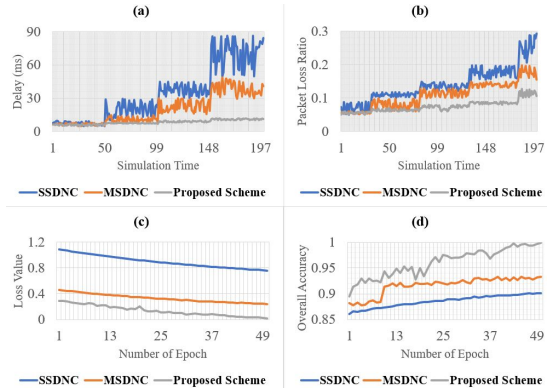 (a)
Delay (ms)
90
60
30
0
1
50
99
148
197
Simulation Time
SSDNC
MSDNC
Proposed Scheme
(b)
Packet Loss Ratio
0.3
0.2
0.1
0
1
50
99
148
197
Simulation Time
SSDNC
MSDNC
Proposed Scheme
(c)
Loss Value
1.2
0.8
0.4
0
1
13
25
37
49
Number of Epoch
SSDNC
MSDNC
Proposed Scheme
(d)
Overall Accuracy
1
0.95
0.9
0.85
1
13
25
37
49
Number of Epoch
SSDNC
MSDNC
Proposed Scheme